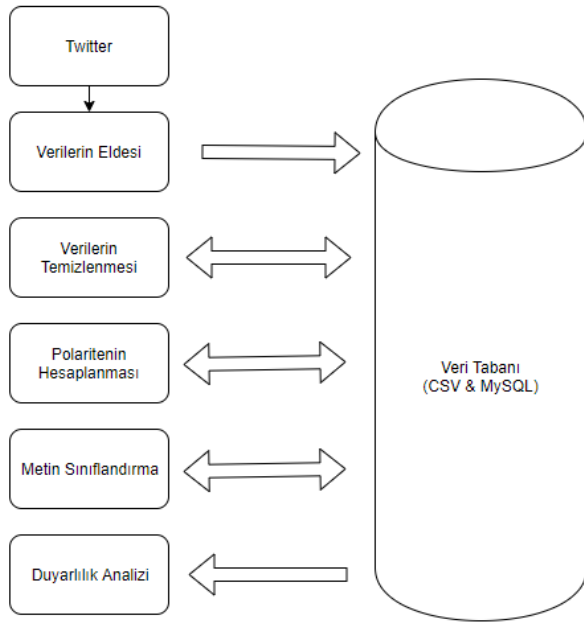 Twitter
Verilerin Eldesi
Verilerin
Temizlenmesi
Polaritenin
Hesaplanması
Veri Tabanı
(CSV & MySQL)
Metin Sınıflandırma
Duyarlılık Analizi